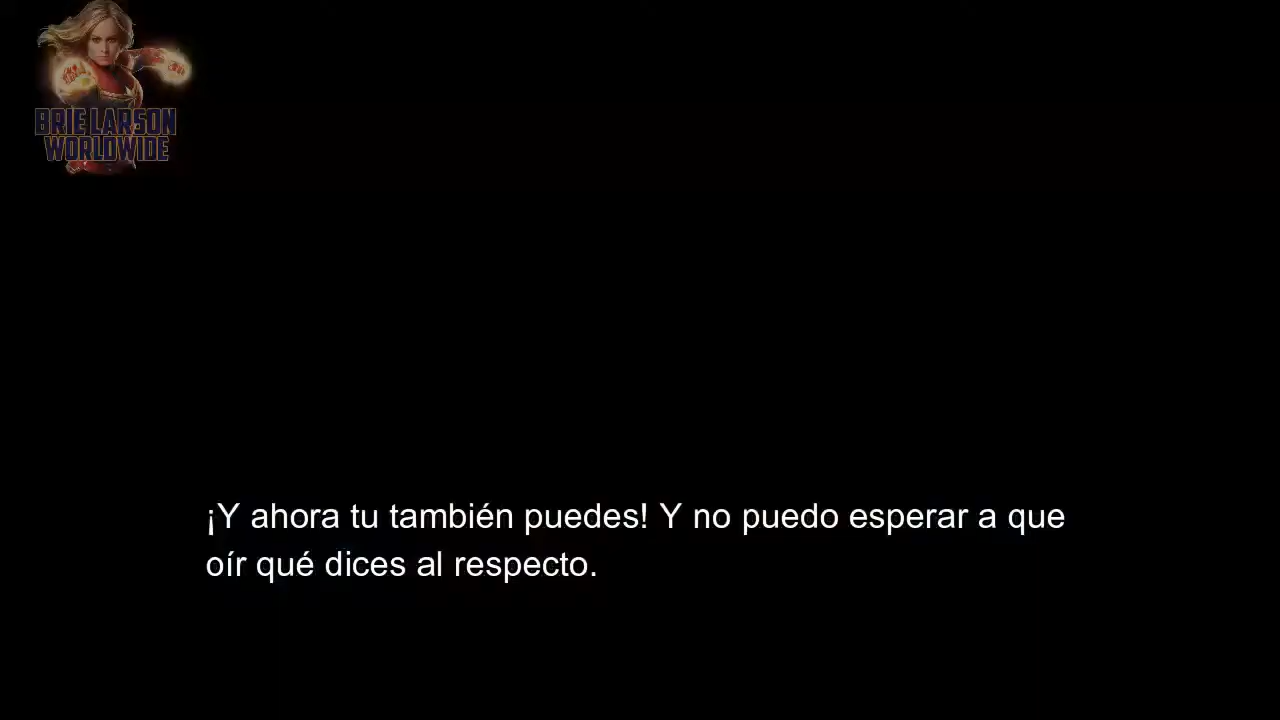 BRIE LARSON
WORLDWIDE
¡Y ahora tu también puedes! Y no puedo esperar a que
oír qué dices al respecto.